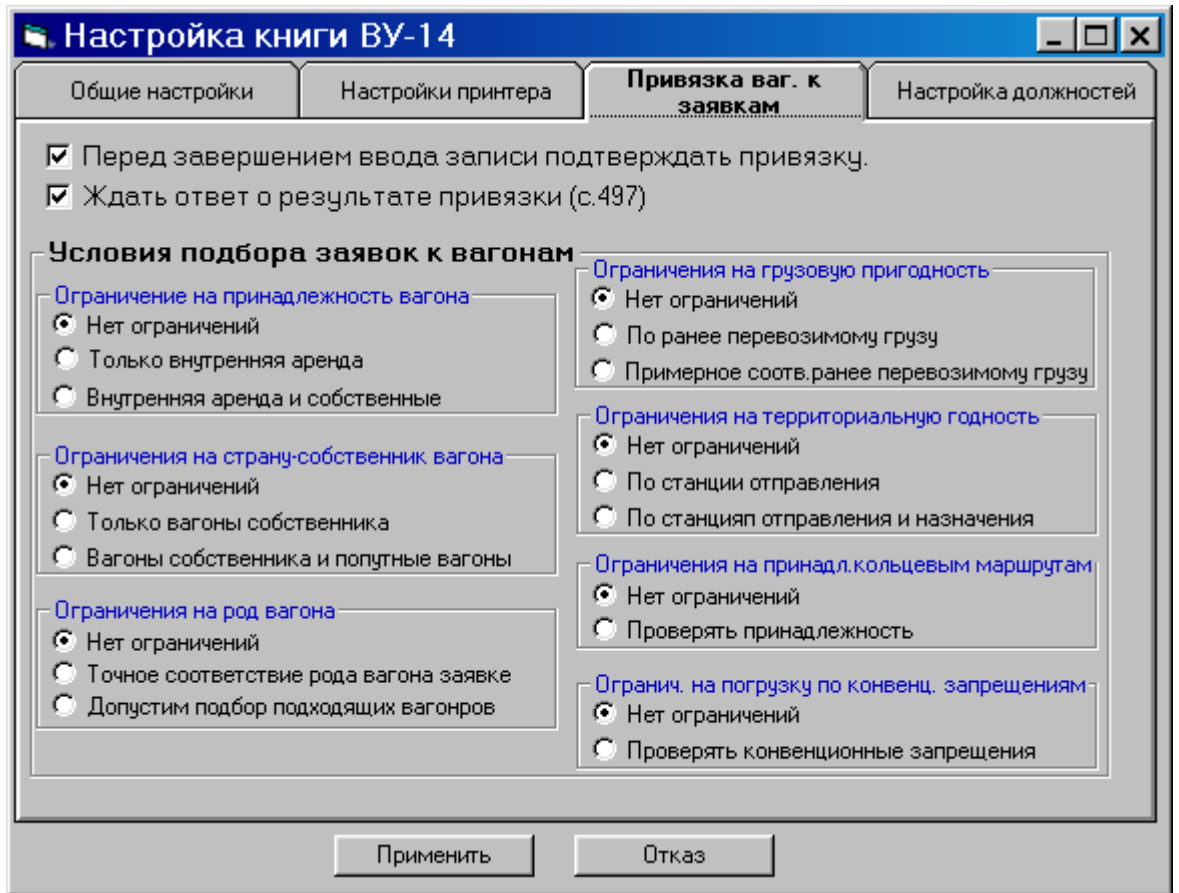 Настройка книги ВУ-14
Общие настройки
Настройки принтера
Привязка ваг. к
заявкам
Настройка должностей
Перед завершением ввода записи подтверждать привязку.
Ждать ответ о результате привязки (с.497)
Условия подбора заявок к вагонам
Ограничение на принадлежность вагона
Нет ограничений
Только внутренняя аренда
Внутренняя аренда и собственные
Ограничения на страну-собственник вагона
Нет ограничений
Только вагоны собственника
Вагоны собственника и попутные вагоны
Ограничения на род вагона
Нет ограничений
Точное соответствие рода вагона заявке
Допустим подбор подходящих вагонров
Ограничения на грузовую пригодность
Нет ограничений
По ранее перевозимому грузу
Примерное соотв.ранее перевозимому грузу
Ограничения на территориальную годность
Нет ограничений
По станции отправления
По станцияп отправления и назначения
Ограничения на принадл.кольцевым маршрутам
Нет ограничений
Проверять принадлежность
Огранич. на погрузку по конвенц. запрещениям
Нет ограничений
Проверять конвенционные запрещения
Применить
Отказ